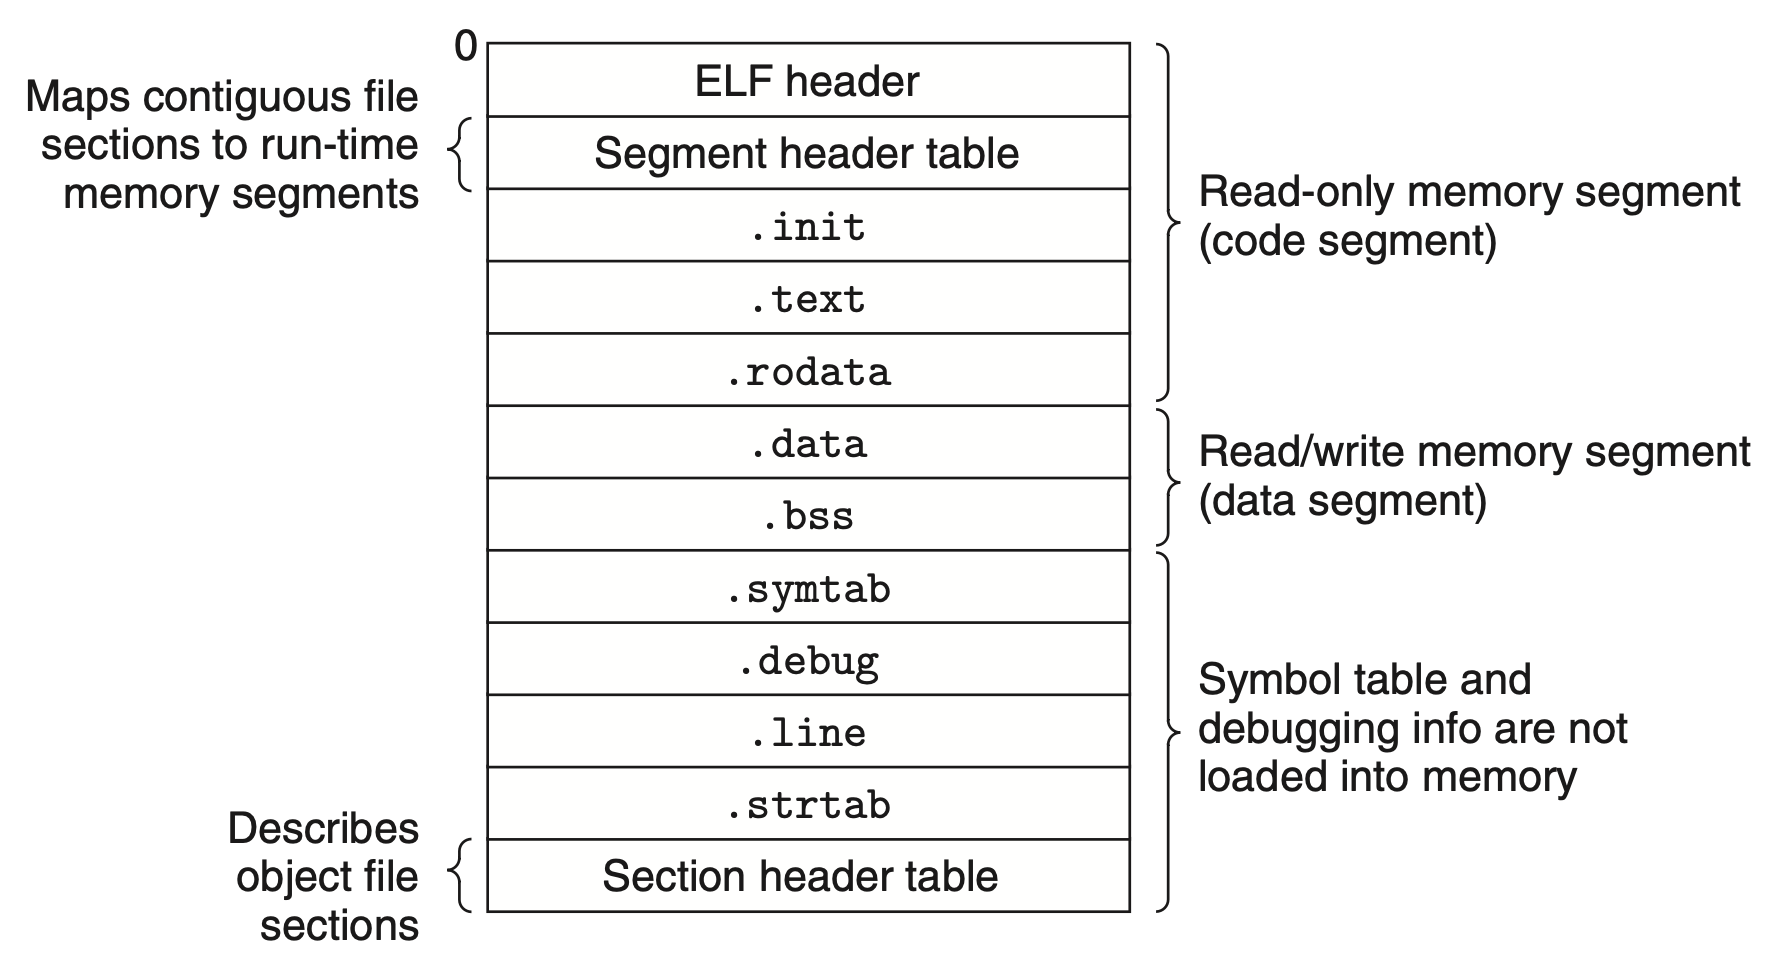 0
ELF header
Maps contiguous file
sections to run-time
memory segments
Segment header table
.init
.text
.rodata
Read-only memory segment
(code segment)
.data
.bss
Read/write memory segment
(data segment)
.symtab
.debug
.line
.strtab
Symbol table and
debugging info are not
loaded into memory
Describes
object file
sections
Section header table